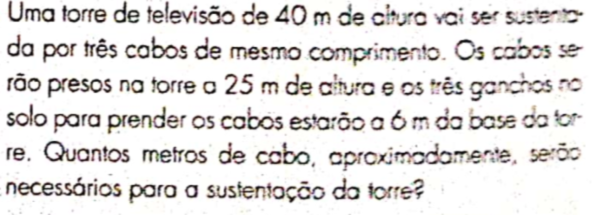 Uma torre de televisão de 40 m de altura vai ser sustenta-
da por três cabos de mesmo comprimento. Os cabos se-
rão presos na torre a 25 m de altura e os três ganchos no
solo para prender os cabos estarão a 6 m da base da tor-
re. Quantos metros de cabo, aproximadamente, serão
necessários para a sustentação da torre?